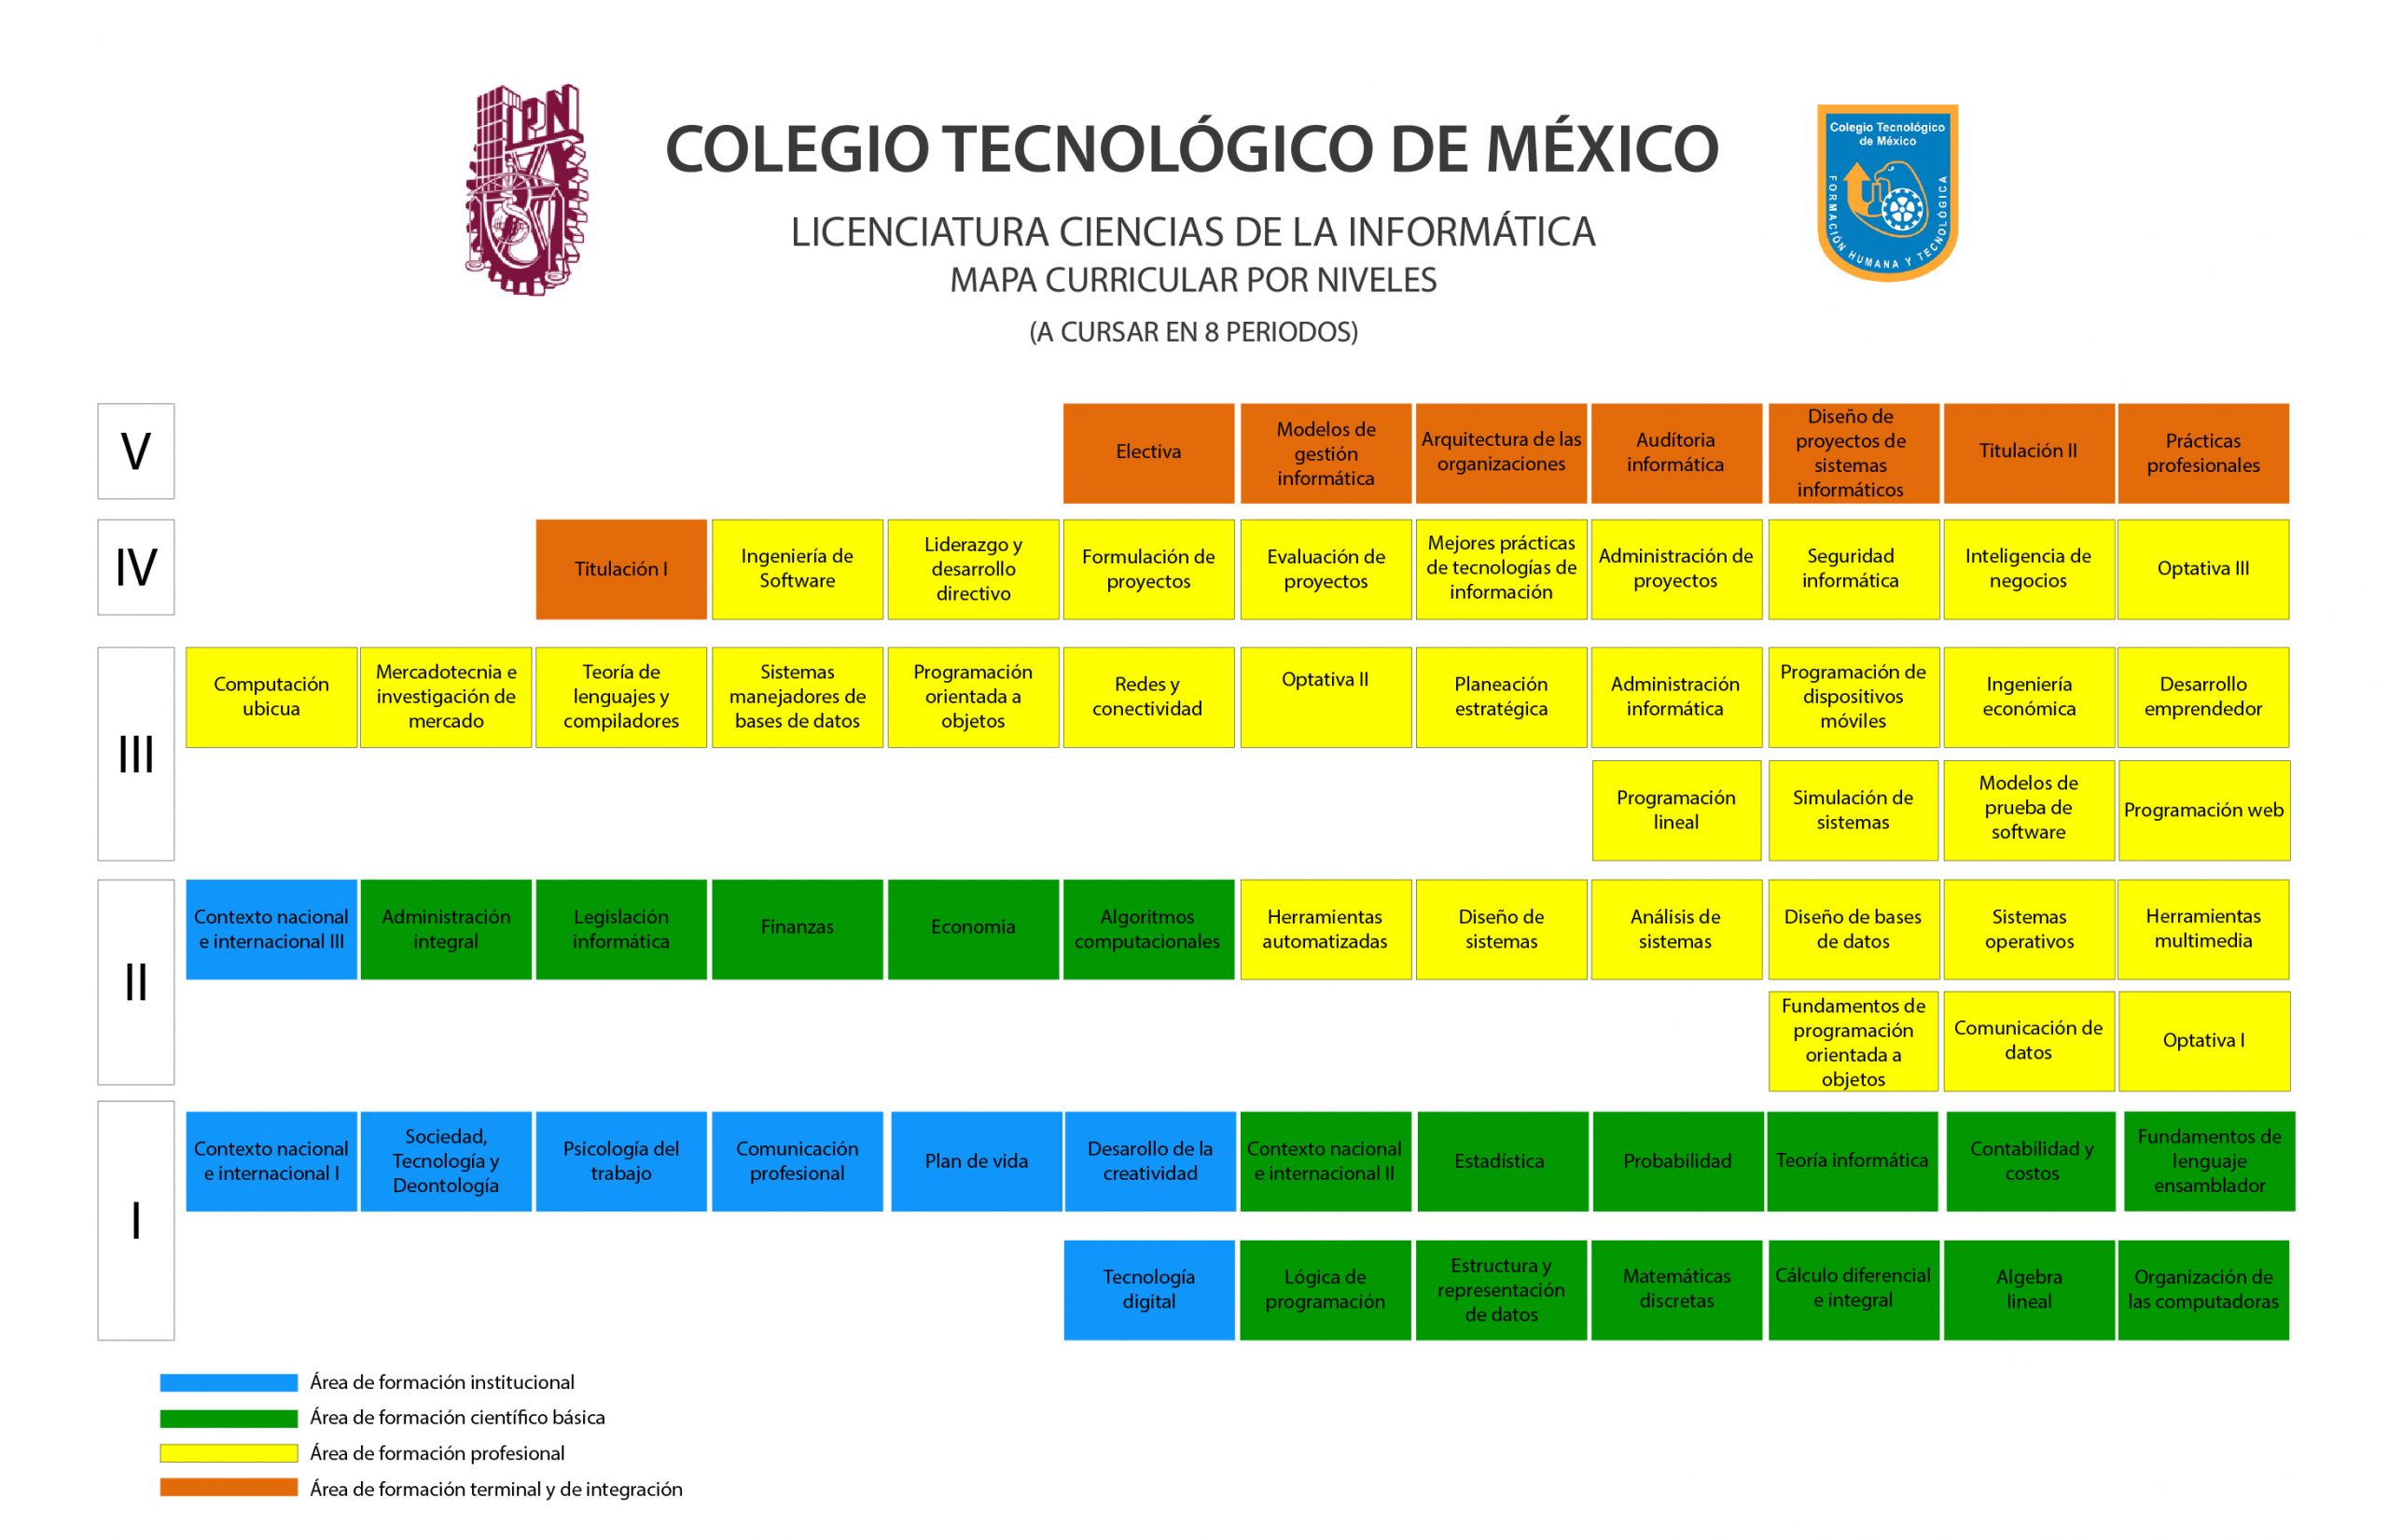 IPN
COLEGIO TECNOLÓGICO DE MÉXICO
LICENCIATURA CIENCIAS DE LA INFORMÁTICA
MAPA CURRICULAR POR NIVELES
(A CURSAR EN 8 PERIODOS)
Colegio Tecnológico
de México
FORMACIÓN HUMANA Y TECNOLÓGICA
V
Electiva
Modelos de
gestión
informática
Arquitectura de las
organizaciones
Audítoria
informática
Diseño de
proyectos de
sistemas
informáticos
Titulación II
Prácticas
profesionales
IV
Titulación I
Ingeniería de
Software
Liderazgo y
desarrollo
directivo
Formulación de
proyectos
Evaluación de
proyectos
Mejores prácticas
de tecnologías de
información
Administración de
proyectos
Seguridad
informática
Inteligencia de
negocios
Optativa III
III
Computación
ubicua
Mercadotecnia e
investigación de
mercado
Teoría de
lenguajes y
compiladores
Sistemas
manejadores de
bases de datos
Programación
orientada a
objetos
Redes y
conectividad
Optativa II
Planeación
estratégica
Administración
informática
Programación de
dispositivos
móviles
Ingeniería
económica
Desarrollo
emprendedor
Programación
lineal
Simulación de
sistemas
Modelos de
prueba de
software
Programación web
II
Contexto nacional
e internacional III
Administración
integral
Legislación
informática
Finanzas
Economia
Algoritmos
computacionales
Herramientas
automatizadas
Diseño de
sistemas
Análisis de
sistemas
Diseño de bases
de datos
Sistemas
operativos
Herramientas
multimedia
Fundamentos de
programación
orientada a
objetos
Comunicación de
datos
Optativa I
I
Contexto nacional
e internacional I
Sociedad,
Tecnología y
Deontología
Psicología del
trabajo
Comunicación
profesional
Plan de vida
Desarollo de la
creatividad
Contexto nacional
e internacional II
Estadística
Probabilidad
Teoría informática
Contabilidad y
costos
Fundamentos de
lenguaje
ensamblador
Tecnología
digital
Lógica de
programación
Estructura y
representación
de datos
Matemáticas
discretas
Cálculo diferencial
e integral
Algebra
lineal
Organización de
las computadoras
Área de formación institucional
Área de formación científico básica
Área de formación profesional
Área de formación terminal y de integración